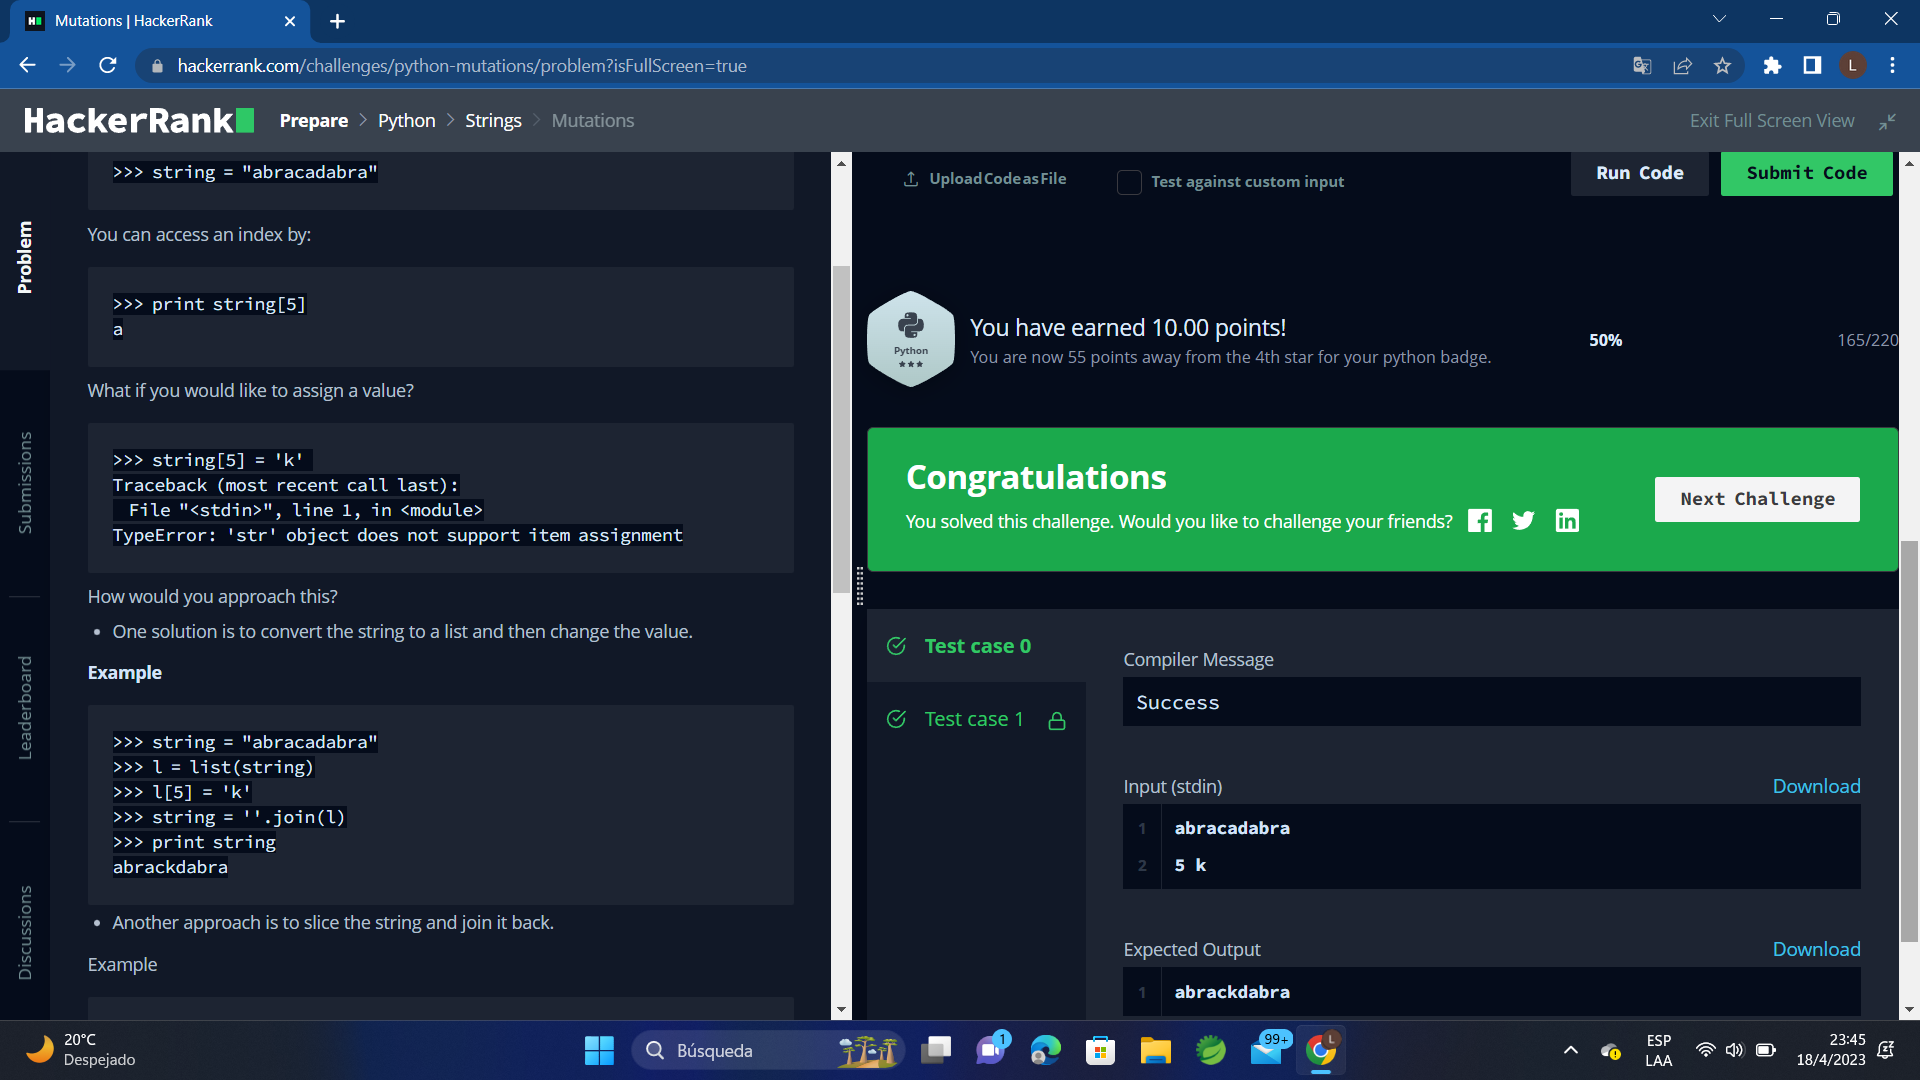 Mutations | HackerRank
hackerrank.com/challenges/python-mutations/problem?isFullScreen=true
L
HackerRank
Prepare > Python > Strings > Mutations
Exit Full Screen View
Problem
Submissions
Leaderboard
Discussions
>>> string = "abracadabra"
You can access an index by:
>>> print string[5]
a
What if you would like to assign a value?
>>> string[5] = 'k'
Traceback (most recent call last):
File "<stdin>", line 1, in <module>
TypeError: 'str' object does not support item assignment
How would you approach this?
• One solution is to convert the string to a list and then change the value.
Example
>>> string = "abracadabra"
>>> l = list(string)
>>> l[5] = 'k'
>>> string = ''.join(l)
>>> print string
abrackdabra
• Another approach is to slice the string and join it back.
Example
Upload Code as File
Test against custom input
Run Code
Submit Code
Python
You have earned 10.00 points!
You are now 55 points away from the 4th star for your python badge.
50%
165/220
Congratulations
You solved this challenge. Would you like to challenge your friends?
Next Challenge
Test case 0
Test case 1
Compiler Message
Success
Input (stdin)
Download
1 abracadabra
2 5 k
Expected Output
Download
1 abrackdabra
20°C
Despejado
Búsqueda
1
99+
L
ESP
LAA
23:45
18/4/2023